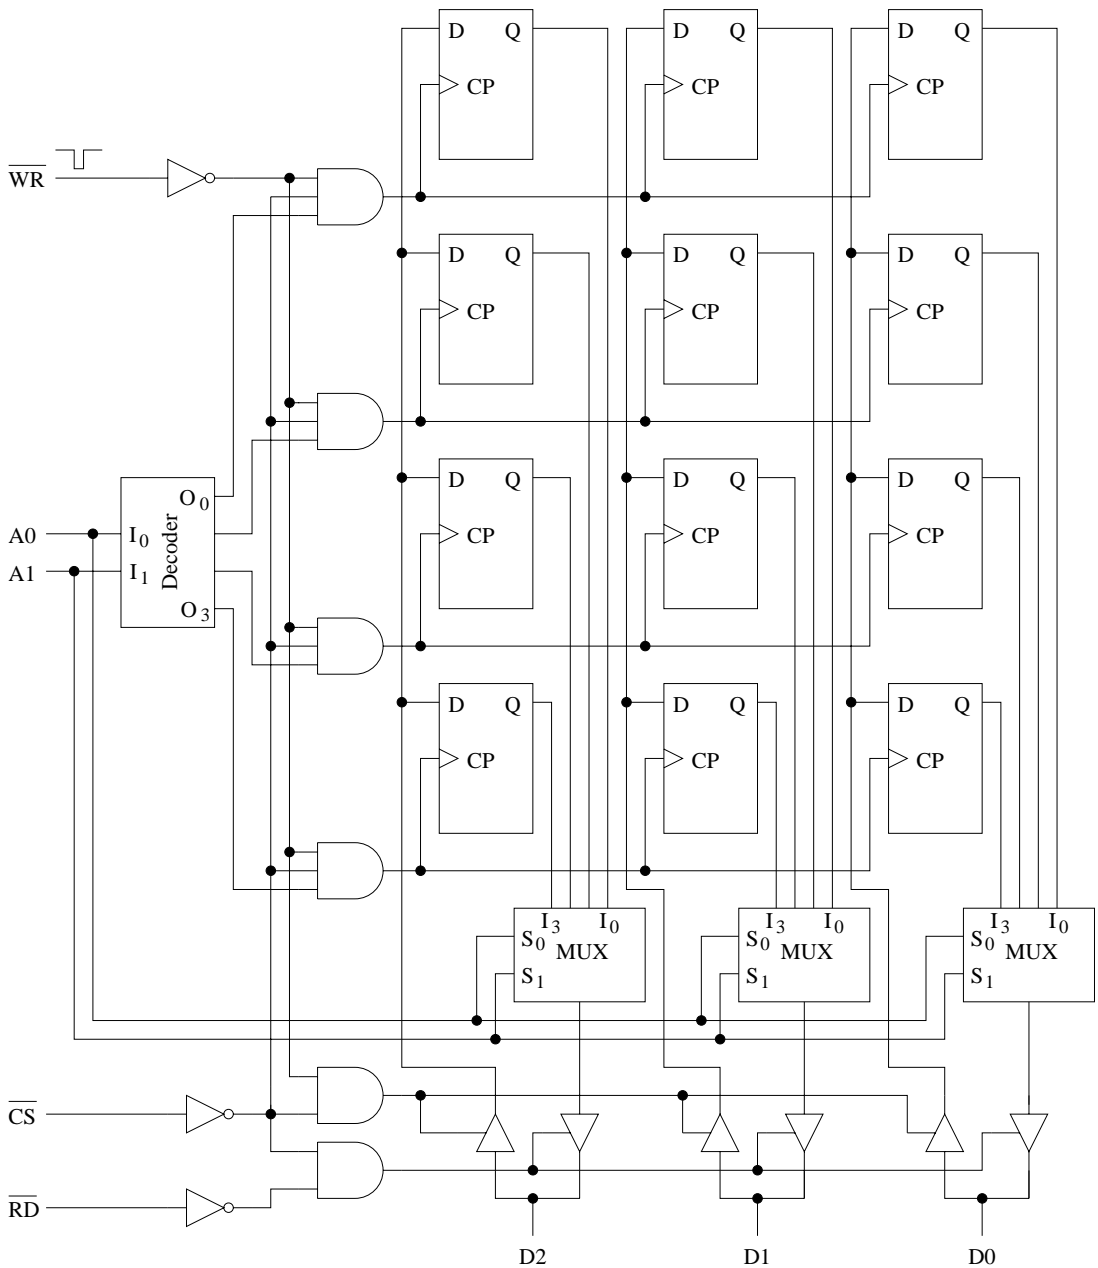 D Q D Q D Q
CP CP CP
WR
D Q D Q D Q
CP CP CP
D Q D Q D Q
O0
A0 I0 Decoder CP CP CP
A1 I1
O3
D Q D Q D Q
CP CP CP
I3 I0 I3 I0 I3 I0
S0 MUX S0 MUX S0 MUX
S1 S1 S1
CS
RD
D2 D1 D0